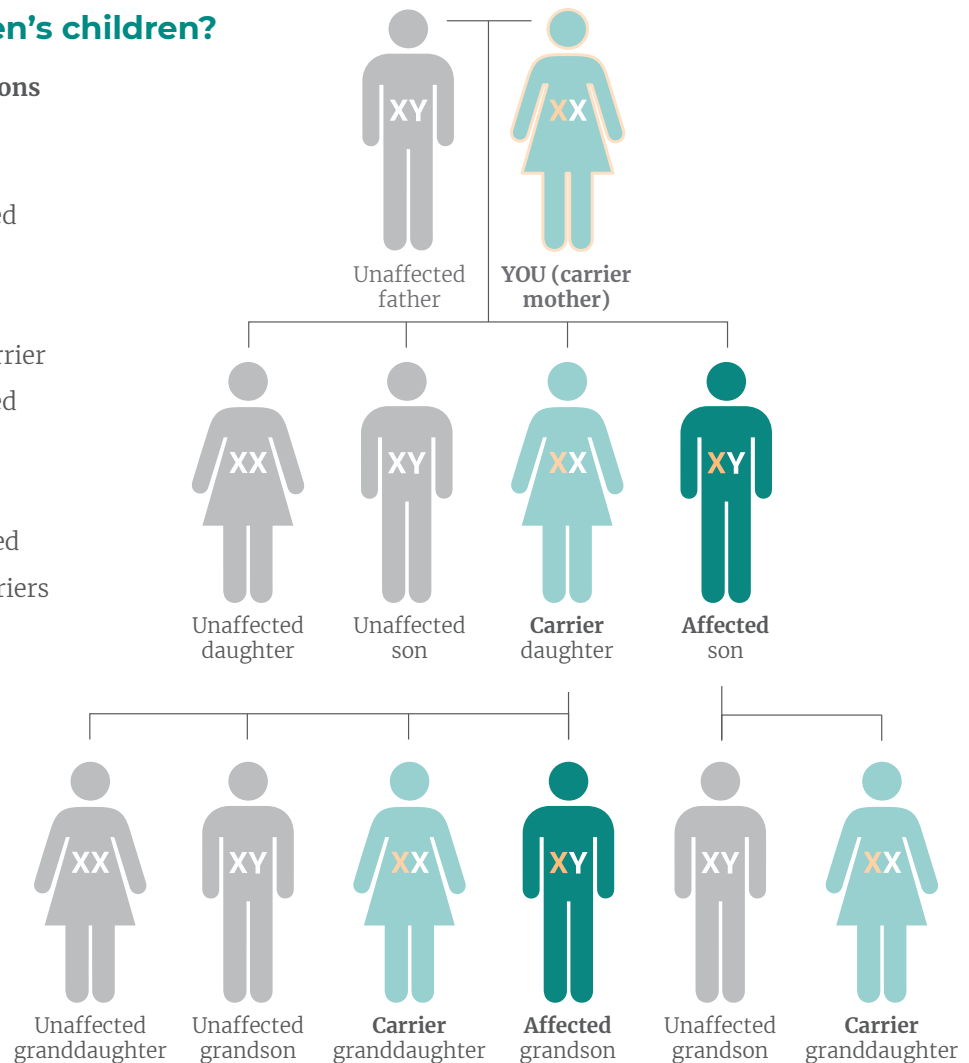 en's children?
ons
ed
rrier
ed
ed
riers
XY
XX
Unaffected
father
YOU (carrier
mother)
XX
XY
XX
XY
Unaffected
daughter
Unaffected
son
Carrier
daughter
Affected
son
XX
XY
XX
XY
XY
XX
Unaffected
granddaughter
Unaffected
grandson
Carrier
granddaughter
Affected
grandson
Unaffected
grandson
Carrier
granddaughter